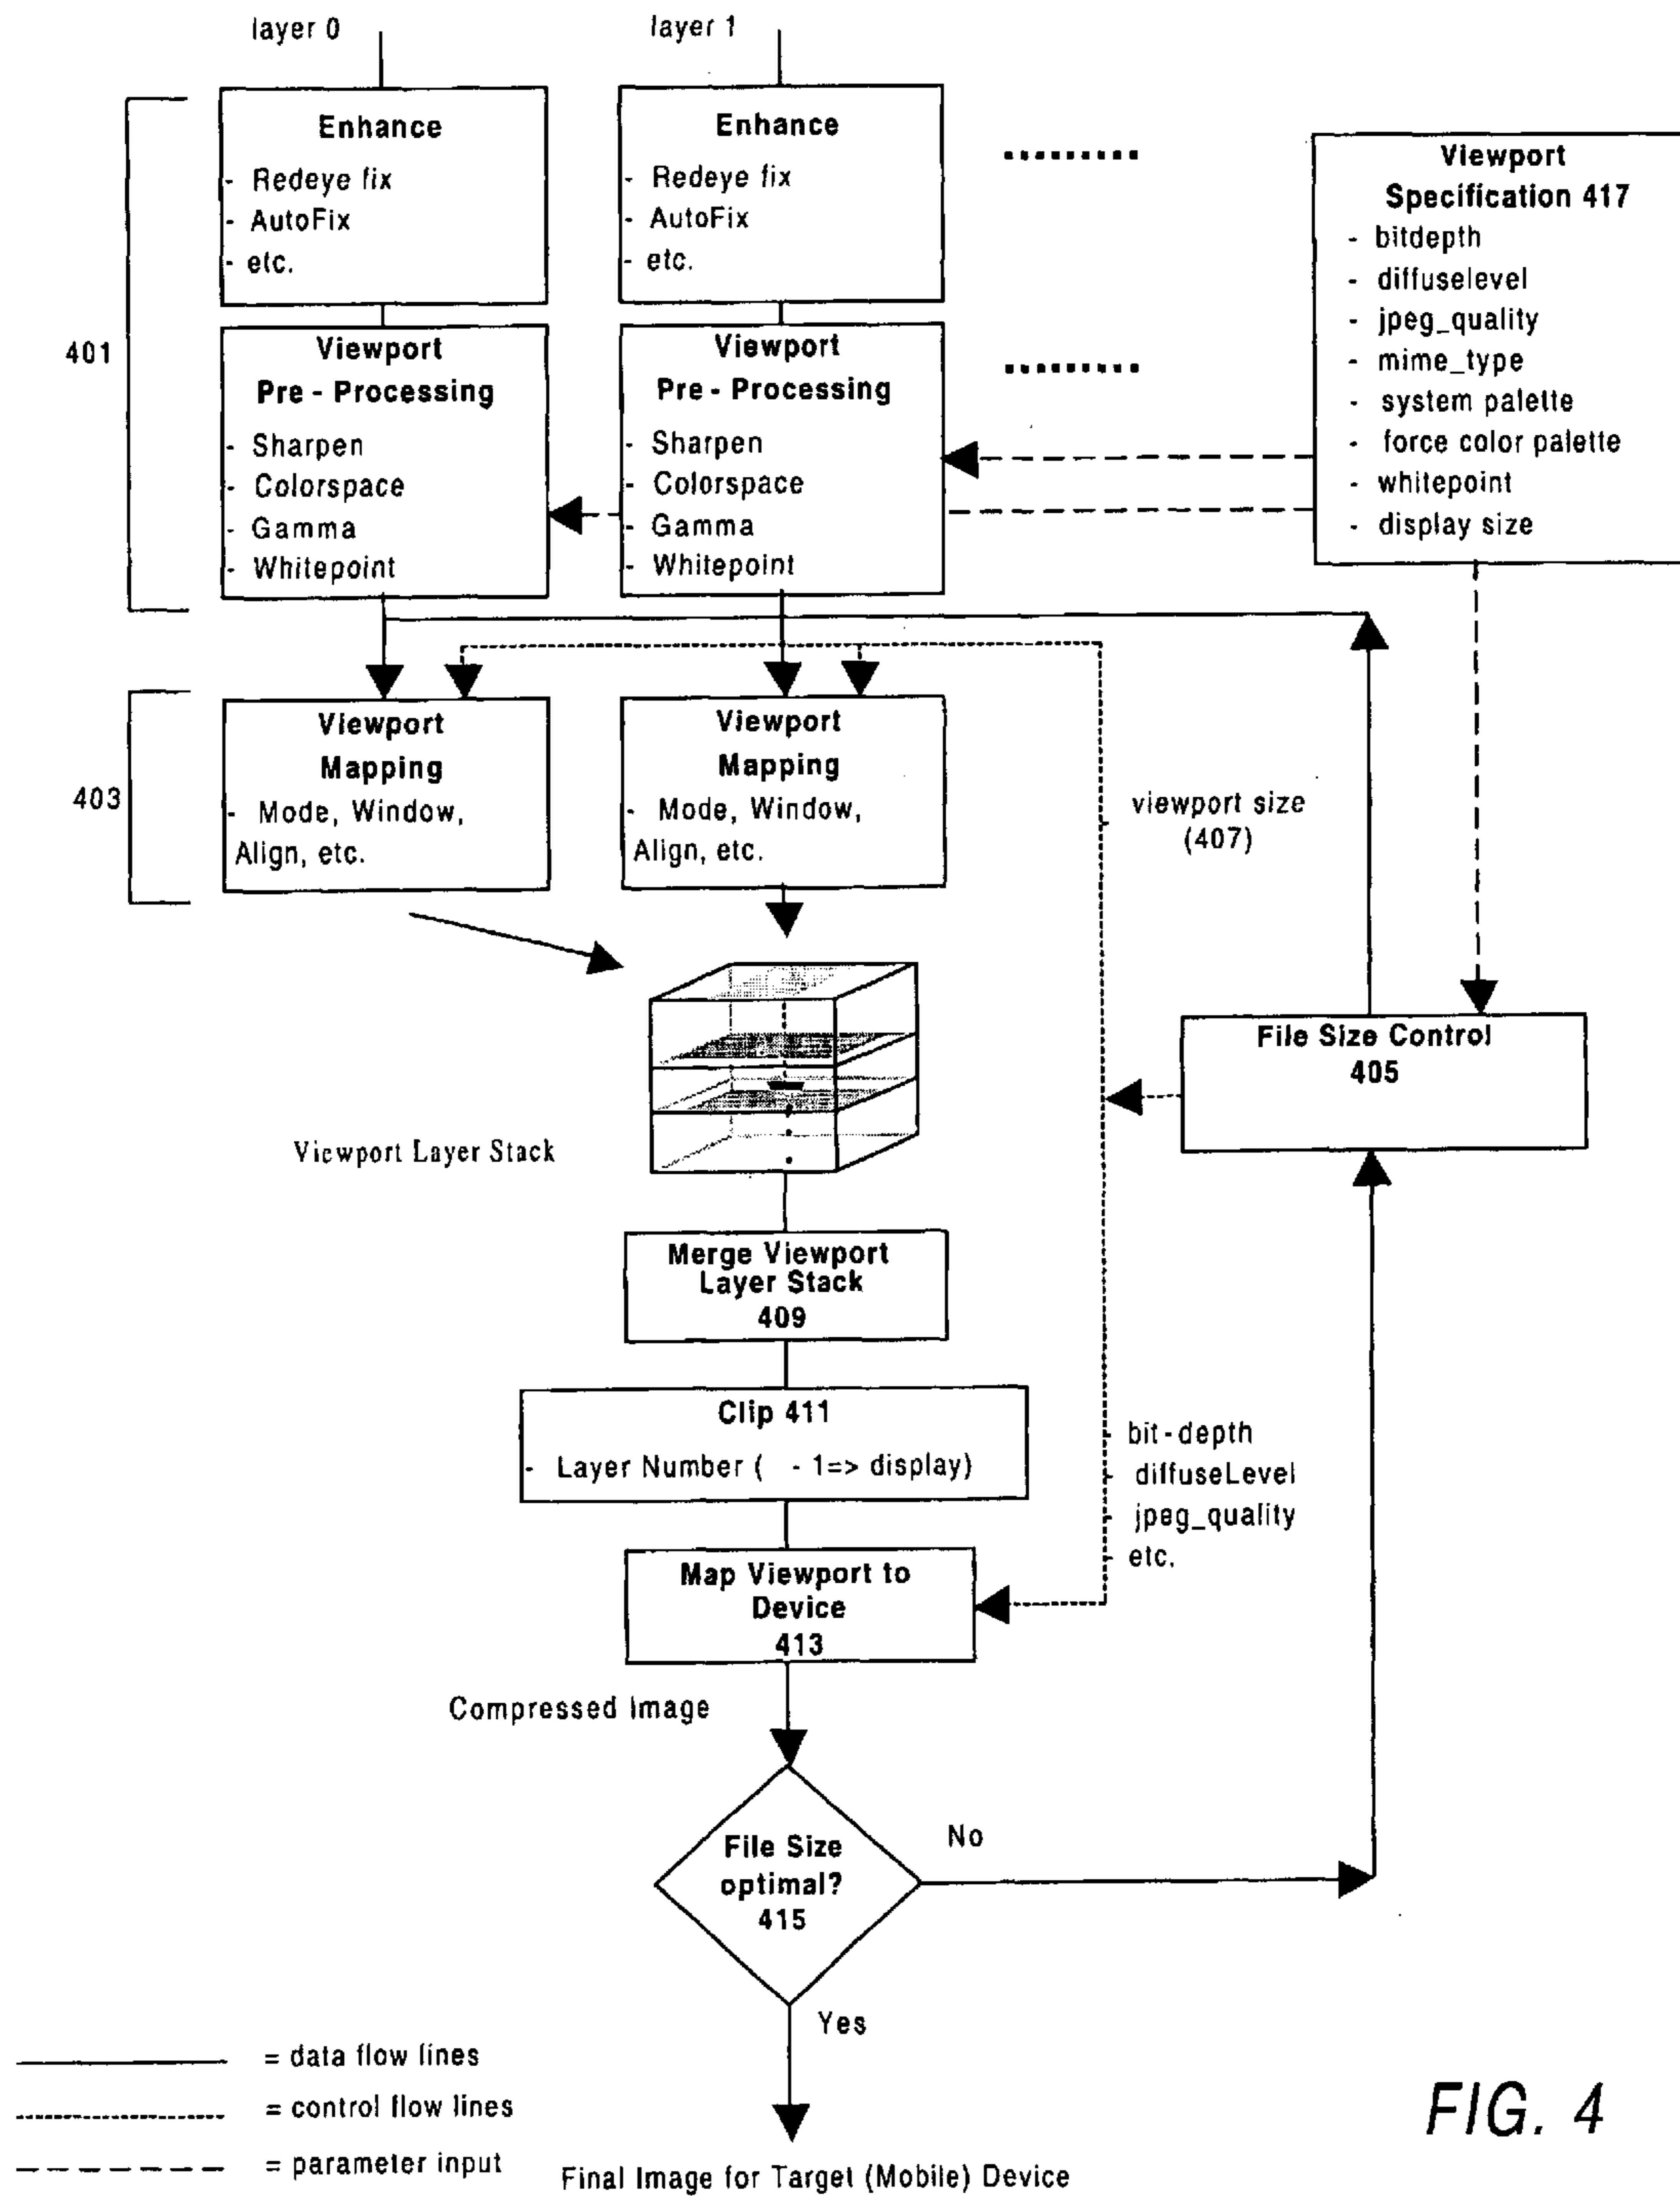 layer 0
layer 1
Enhance
- Redeye fix
- AutoFix
- etc.
Enhance
- Redeye fix
- AutoFix
- etc.
.........
Viewport
Specification 417
- bitdepth
- diffuselevel
- jpeg_quality
- mime_type
- system palette
- force color palette
- whitepoint
- display size
401
Viewport
Pre - Processing
- Sharpen
- Colorspace
- Gamma
- Whitepoint
Viewport
Pre - Processing
- Sharpen
- Colorspace
- Gamma
- Whitepoint
.........
403
Viewport
Mapping
- Mode, Window,
Align, etc.
Viewport
Mapping
- Mode, Window,
Align, etc.
viewport size
(407)
File Size Control
405
Viewport Layer Stack
Merge Viewport
Layer Stack
409
Clip 411
- Layer Number ( - 1=> display)
- bit-depth
- diffuseLevel
- jpeg_quality
- etc.
Map Viewport to
Device
413
Compressed Image
File Size
optimal?
415
No
Yes
= data flow lines
= control flow lines
= parameter input
Final Image for Target (Mobile) Device
FIG. 4